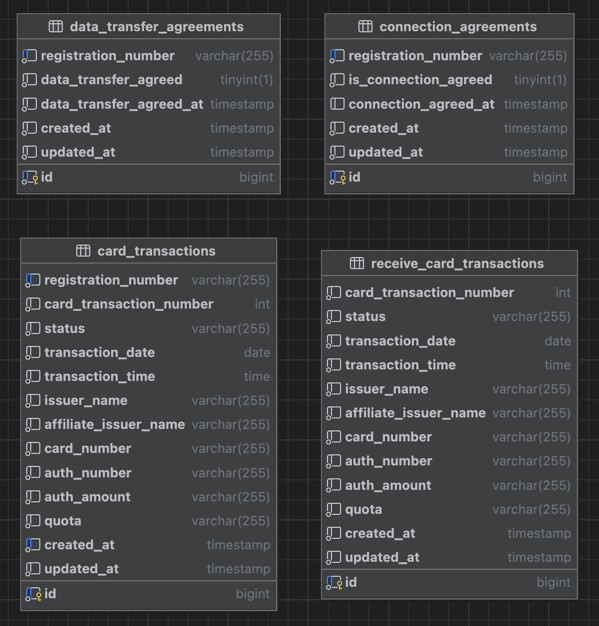 data_transfer_agreements
registration_number varchar(255)
data_transfer_agreed tinyint(1)
data_transfer_agreed_at timestamp
created_at timestamp
updated_at timestamp
id bigint
connection_agreements
registration_number varchar(255)
is_connection_agreed tinyint(1)
connection_agreed_at timestamp
created_at timestamp
updated_at timestamp
id bigint
card_transactions
registration_number varchar(255)
card_transaction_number int
status varchar(255)
transaction_date date
transaction_time time
issuer_name varchar(255)
affiliate_issuer_name varchar(255)
card_number varchar(255)
auth_number varchar(255)
auth_amount varchar(255)
quota varchar(255)
created_at timestamp
updated_at timestamp
id bigint
receive_card_transactions
card_transaction_number int
status varchar(255)
transaction_date date
transaction_time time
issuer_name varchar(255)
affiliate_issuer_name varchar(255)
card_number varchar(255)
auth_number varchar(255)
auth_amount varchar(255)
quota varchar(255)
created_at timestamp
updated_at timestamp
id bigint